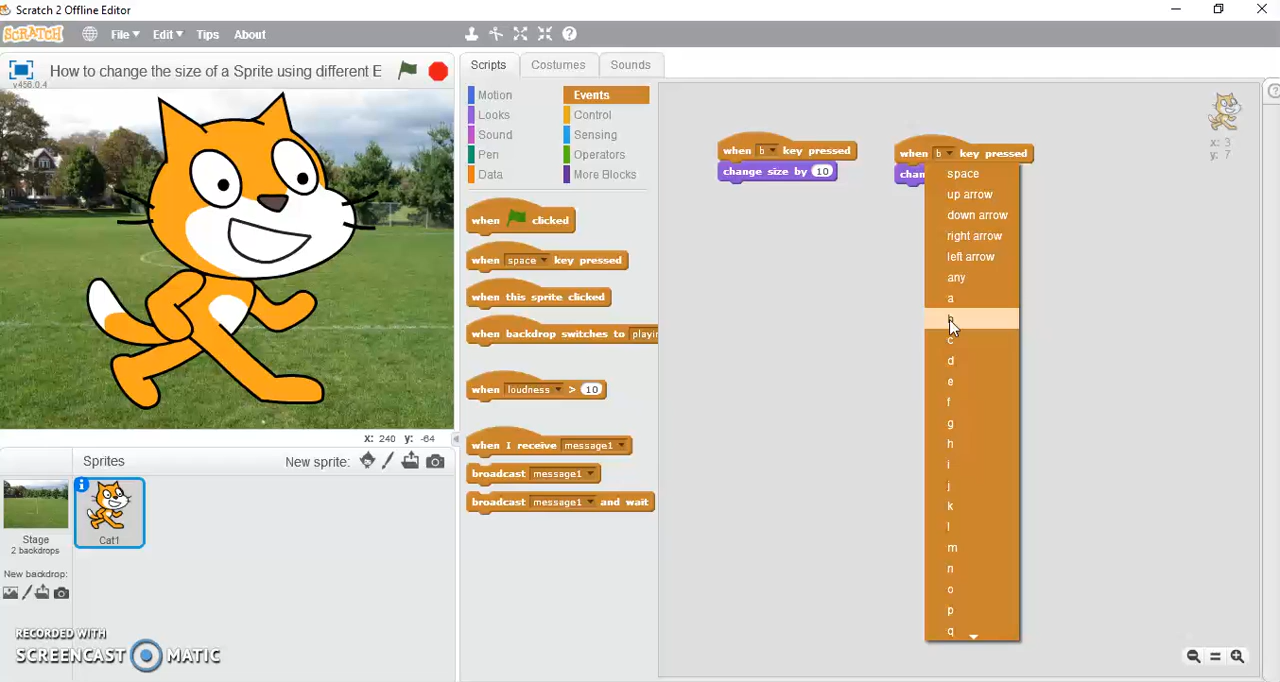 Scratch 2 Offline Editor
SCRATCH File Edit Tips About
v456.0.4
How to change the size of a Sprite using different E
Scripts Costumes Sounds
Motion Events
Looks Control
Sound Sensing
Pen Operators
Data More Blocks
when clicked
when space key pressed
when this sprite clicked
when backdrop switches to playin
when loudness > 10
when I receive message1
broadcast message1
broadcast message1 and wait
when b key pressed
change size by 10
when b key pressed
chan
space
up arrow
down arrow
right arrow
left arrow
any
a
b
c
d
e
f
g
h
i
j
k
l
m
n
o
p
q
x: 3
y: 7
x: 240 y: -64
Sprites New sprite:
Stage
2 backdrops
New backdrop:
Cat1
RECORDED WITH
SCREENCAST MATIC